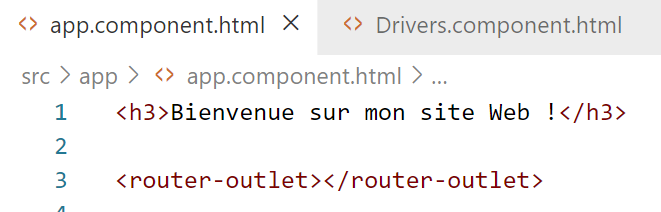 <> app.component.html × <> Drivers.component.html
src > app > <> app.component.html > ...
1 <h3>Bienvenue sur mon site Web !</h3>
2
3 <router-outlet></router-outlet>
4